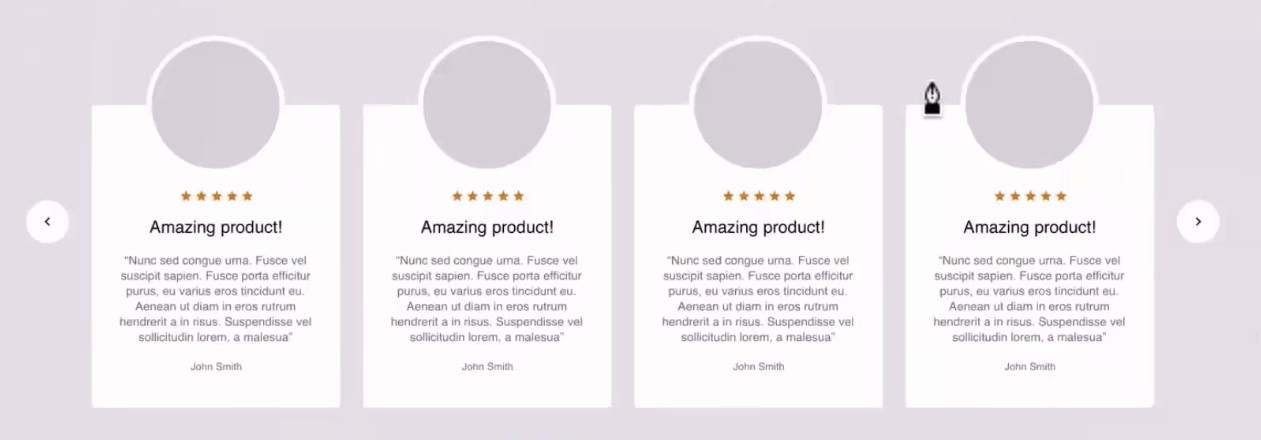 Amazing product!
“Nunc sed congue urna. Fusce vel
suscipit sapien. Fusce porta efficitur
purus, eu varius eros tincidunt eu.
Aenean ut diam in eros rutrum
hendrerit a in risus. Suspendisse vel
sollicitudin lorem, a malesua”
John Smith
Amazing product!
“Nunc sed congue urna. Fusce vel
suscipit sapien. Fusce porta efficitur
purus, eu varius eros tincidunt eu.
Aenean ut diam in eros rutrum
hendrerit a in risus. Suspendisse vel
sollicitudin lorem, a malesua”
John Smith
Amazing product!
“Nunc sed congue urna. Fusce vel
suscipit sapien. Fusce porta efficitur
purus, eu varius eros tincidunt eu.
Aenean ut diam in eros rutrum
hendrerit a in risus. Suspendisse vel
sollicitudin lorem, a malesua”
John Smith
Amazing product!
“Nunc sed congue urna. Fusce vel
suscipit sapien. Fusce porta efficitur
purus, eu varius eros tincidunt eu.
Aenean ut diam in eros rutrum
hendrerit a in risus. Suspendisse vel
sollicitudin lorem, a malesua”
John Smith